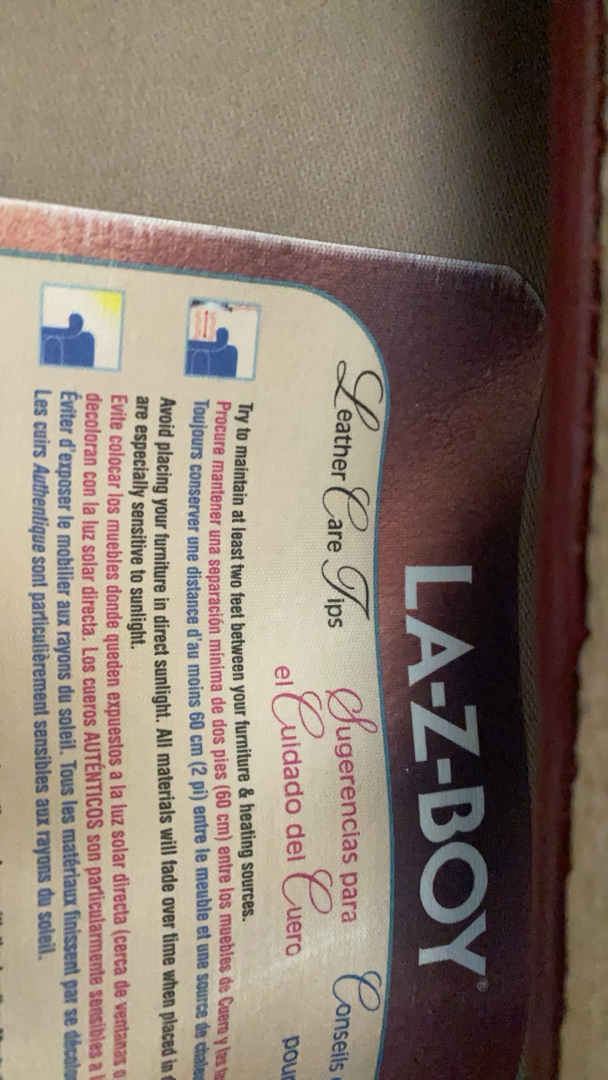 LA-Z-BOY®
Leather Care Tips
Sugerencias para
el Cuidado del Cuero
Conseils
pour
Try to maintain at least two feet between your furniture & heating sources.
Procure mantener una separación mínima de dos pies (60 cm) entre los muebles de Cuero y las
Toujours conserver une distance d'au moins 60 cm (2 pi) entre le meuble et une source de
Avoid placing your furniture in direct sunlight. All materials will fade over time when placed in
are especially sensitive to sunlight.
Evite colocar los muebles donde queden expuestos a la luz solar directa (cerca de ventanas o
decoloran con la luz solar directa. Los cueros AUTÉNTICOS son particularmente sensibles a
Éviter d'exposer le mobilier aux rayons du soleil. Tous les matériaux finissent par se
Les cuirs Authentique sont particulièrement sensibles aux rayons du soleil.